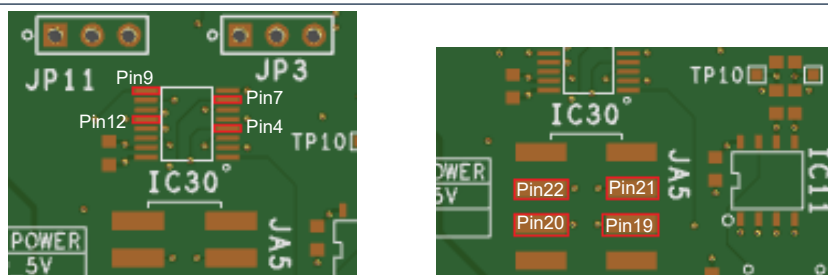 JP11
JP3
Pin9
Pin7
Pin12
Pin4
TP10
IC30
JA5
POWER
5V
TP10
IC30
JA5
IC11
5V
Pin22
Pin21
Pin20
Pin19